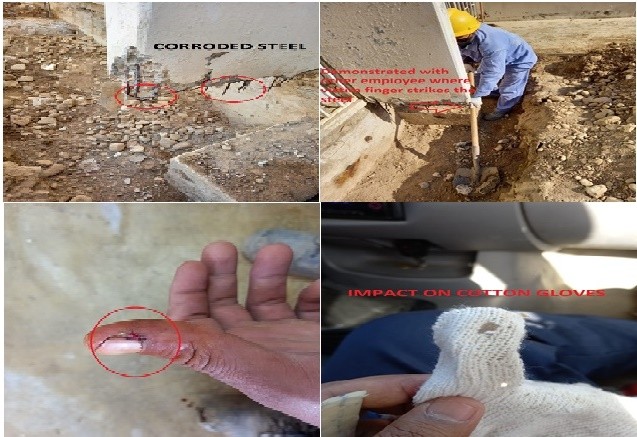 CORRODED STEEL
Demonstrated with
employee where
finger strikes the
steel
IMPACT ON COTTON GLOVES